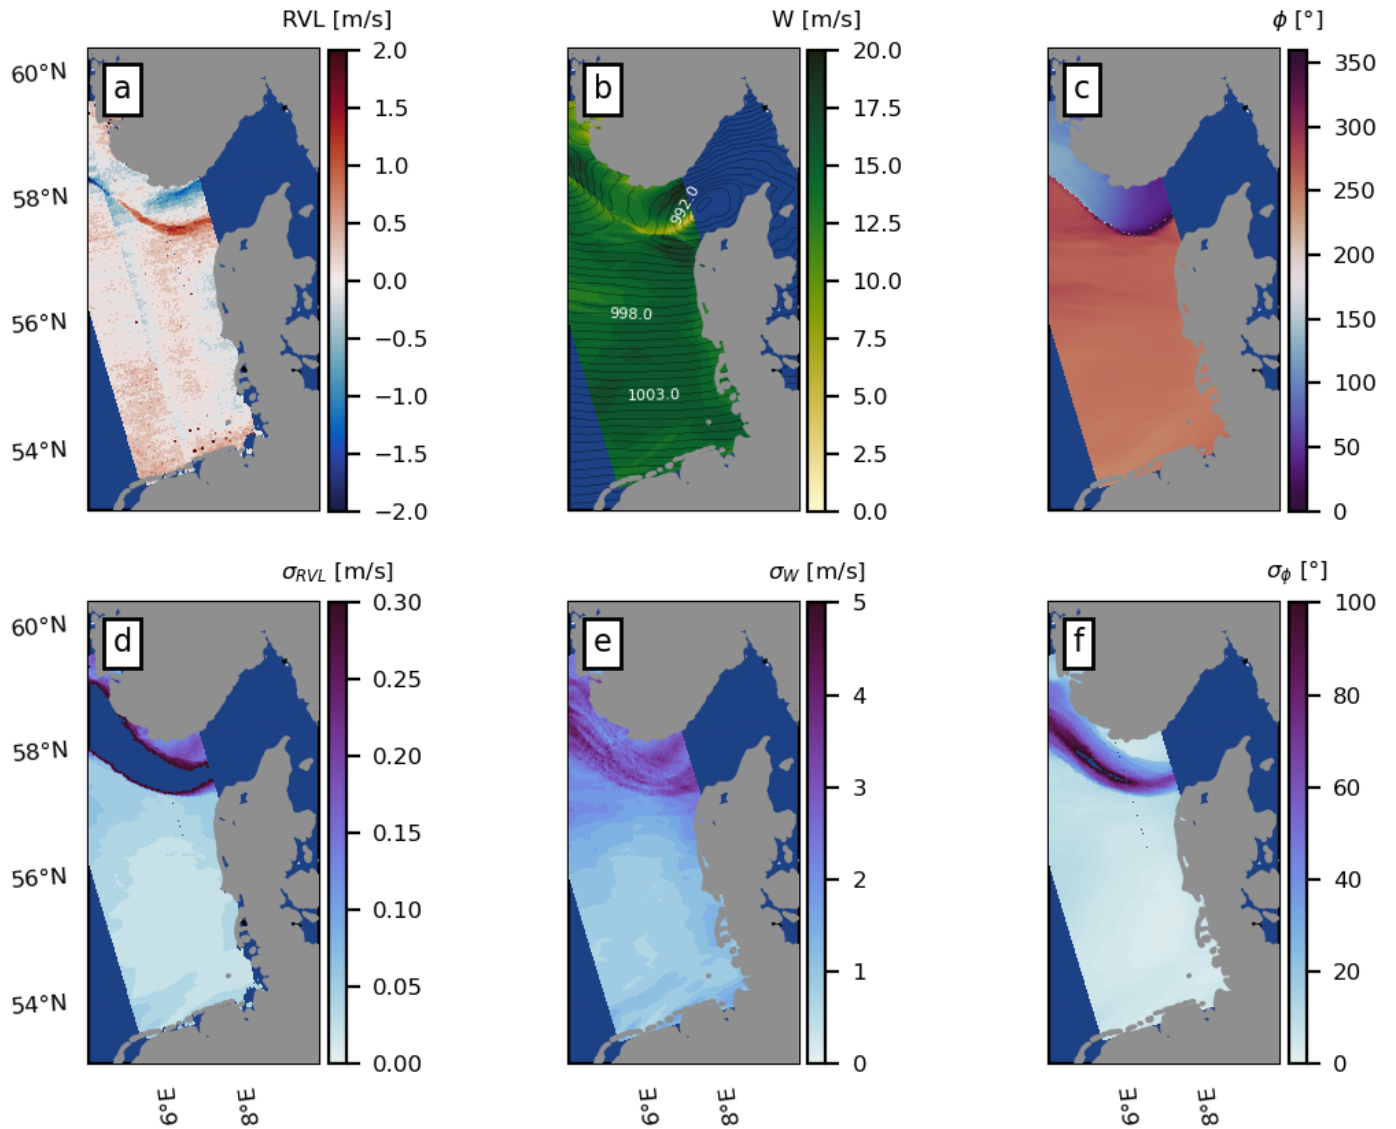 RVL [m/s]
W [m/s]
ϕ [°]
60°N
58°N
56°N
54°N
a
2.0
1.5
1.0
0.5
0.0
−0.5
−1.0
−1.5
−2.0
b
992.0
998.0
1003.0
20.0
17.5
15.0
12.5
10.0
7.5
5.0
2.5
0.0
c
350
300
250
200
150
100
50
0
σRVL [m/s]
σW [m/s]
σϕ [°]
60°N
58°N
56°N
54°N
d
0.30
0.25
0.20
0.15
0.10
0.05
0.00
e
5
4
3
2
1
0
f
100
80
60
40
20
0
6°E
8°E
6°E
8°E
6°E
8°E